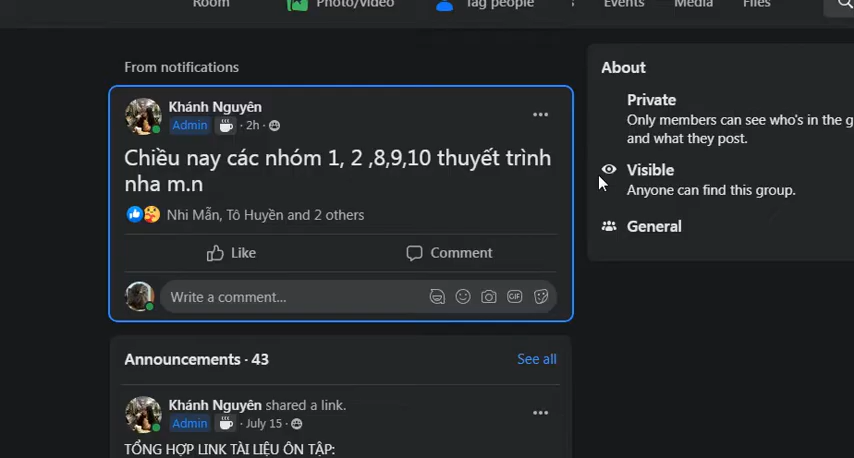 Room
Photo/Video
Tag people
Events
Media
Files
From notifications
Khánh Nguyên
Admin · 2h ·
Chiều nay các nhóm 1, 2 ,8,9,10 thuyết trình
nha m.n
Nhi Mẫn, Tô Huyền and 2 others
Like
Comment
Write a comment...
GIF
Announcements · 43
See all
Khánh Nguyên shared a link.
Admin · July 15 ·
TỔNG HỢP LINK TÀI LIỆU ÔN TẬP:
About
Private
Only members can see who's in the g
and what they post.
Visible
Anyone can find this group.
General